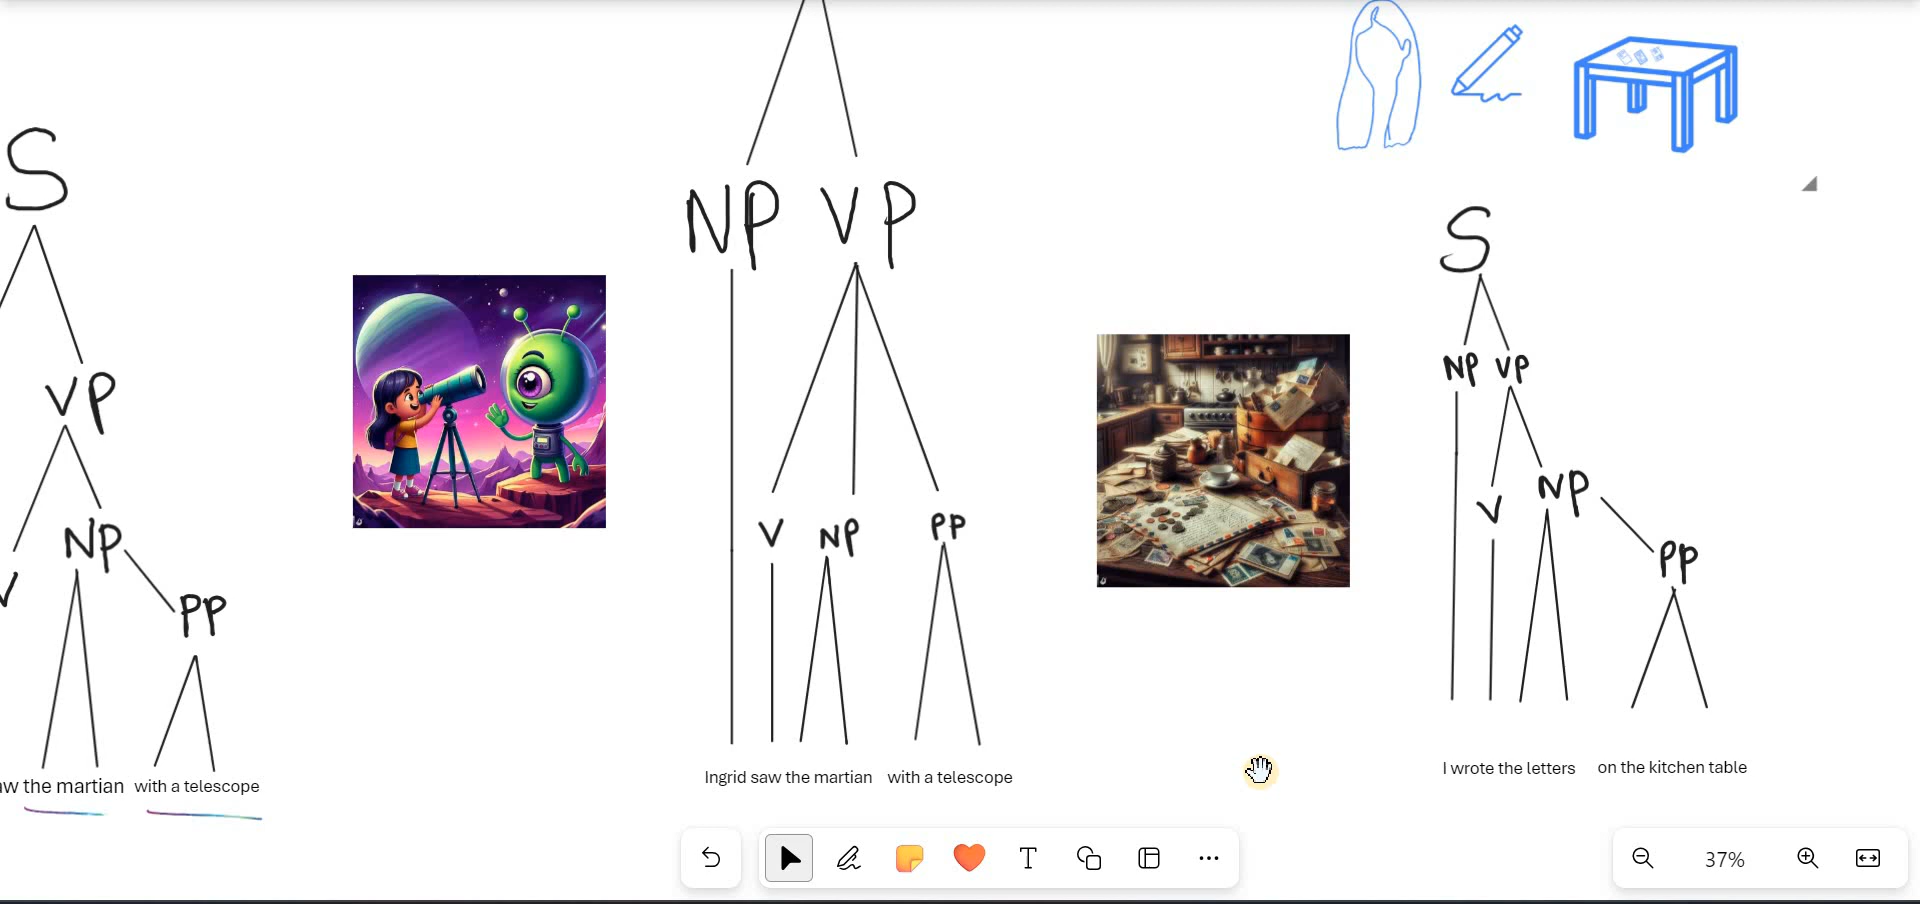 S
VP
NP
V
PP
aw the martian with a telescope
NP VP
V NP PP
Ingrid saw the martian with a telescope
S
NP VP
V NP
PP
I wrote the letters on the kitchen table
T
37%